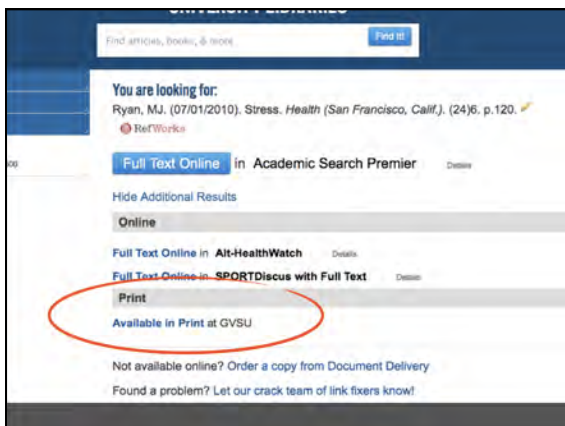 UNIVERSITY LIBRARIES
Find articles, books, & more
Find It!
You are looking for:
Ryan, MJ. (07/01/2010). Stress. Health (San Francisco, Calif.). (24)6. p.120.
RefWorks
Full Text Online in Academic Search Premier Details
Hide Additional Results
Online
Full Text Online in Alt-HealthWatch Details
Full Text Online in SPORTDiscus with Full Text Details
Print
Available in Print at GVSU
Not available online? Order a copy from Document Delivery
Found a problem? Let our crack team of link fixers know!